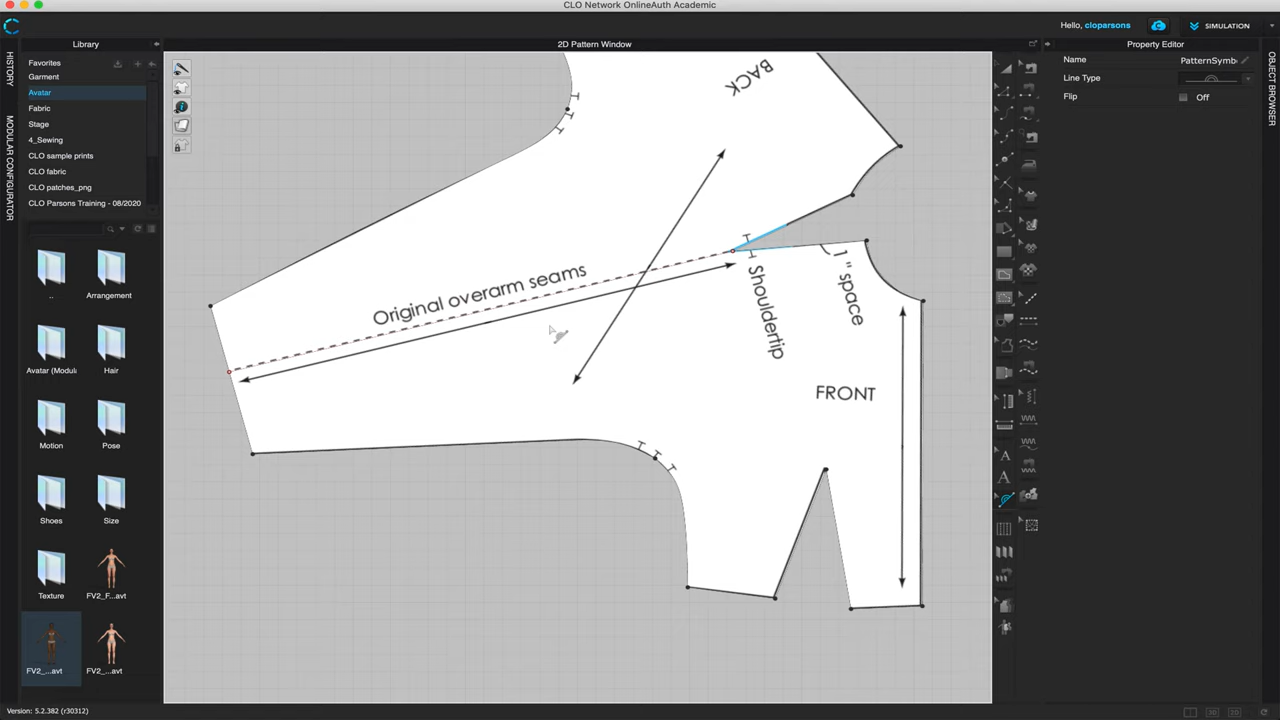 CLO Network OnlineAuth Academic
Hello, cloparsons
SIMULATION
HISTORY
MODULAR CONFIGURATOR
Library
Favorites
Garment
Avatar
Fabric
Stage
4_Sewing
CLO sample prints
CLO fabric
CLO patches_png
CLO Parsons Training - 08/2020
..
Arrangement
Avatar (Modul
Hair
Motion
Pose
Shoes
Size
Texture
FV2_F...avt
FV2_...avt
FV2_...avt
2D Pattern Window
BACK
Original overarm seams
Shouldertip
1" space
FRONT
Property Editor
Name
PatternSymb
Line Type
Flip
Off
OBJECT BROWSER
Version: 5.2.382 (r30312)